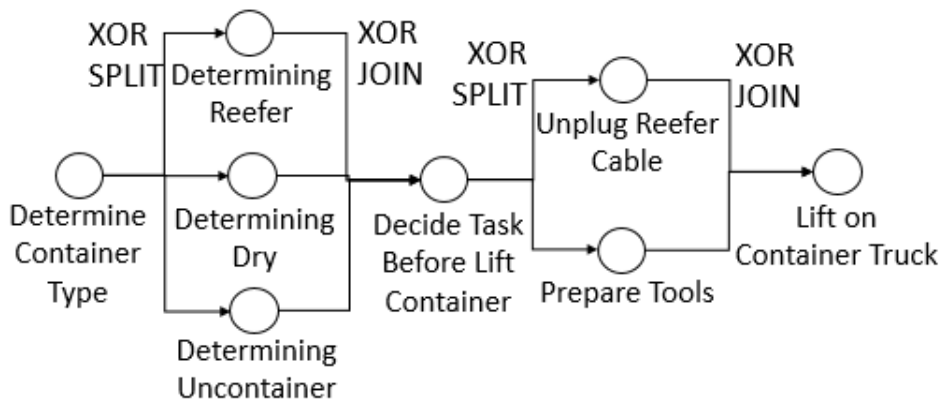 XOR
SPLIT
XOR
JOIN
Determining
Reefer
Determine
Container
Type
Determining
Dry
Determining
Uncontainer
Decide Task
Before Lift
Container
XOR
SPLIT
XOR
JOIN
Unplug Reefer
Cable
Prepare Tools
Lift on
Container Truck